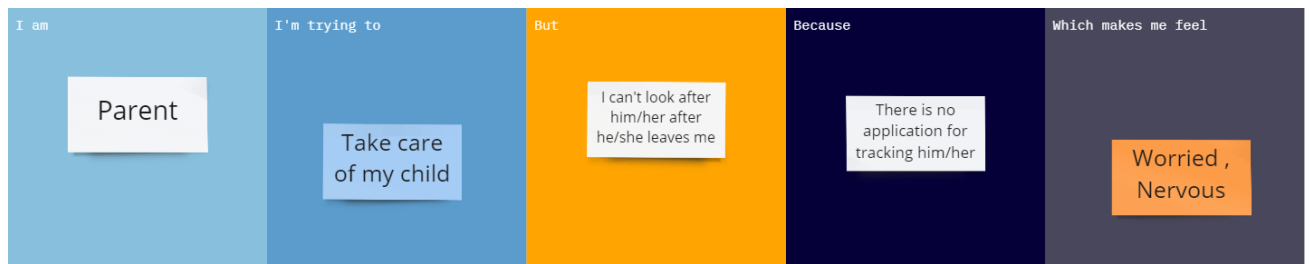 I am
Parent
I'm trying to
Take care
of my child
But
I can't look after
him/her after
he/she leaves me
Because
There is no
application for
tracking him/her
Which makes me feel
Worried ,
Nervous